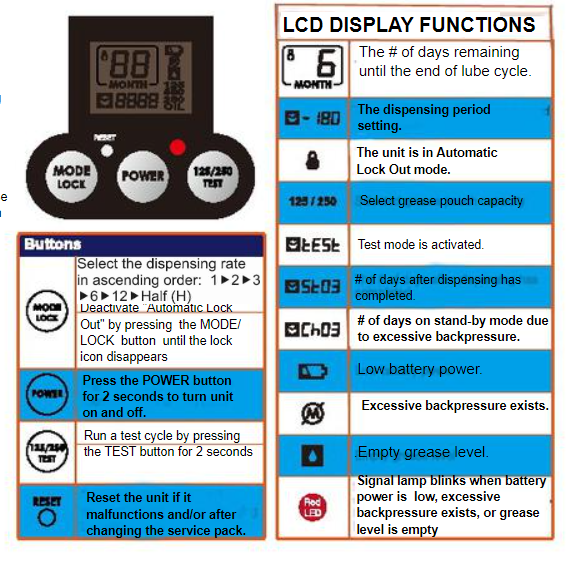 88
MONTH
8888
125
250
OIL
RESET
MODE
LOCK
POWER
125/250
TEST
e
Buttons
MODE
LOCK
Select the dispensing rate
in ascending order: 1▶2▶3
▶6▶12▶Half (H)
Deactivate "Automatic Lock
Out" by pressing the MODE/
LOCK button until the lock
icon disappears
POWER
Press the POWER button
for 2 seconds to turn unit
on and off.
125/250
TEST
Run a test cycle by pressing
the TEST button for 2 seconds
RESET
Reset the unit if it
malfunctions and/or after
changing the service pack.
LCD DISPLAY FUNCTIONS
8 6
MONTH
The # of days remaining
until the end of lube cycle.
- 180
The dispensing period
setting.
The unit is in Automatic
Lock Out mode.
125 / 250
Select grease pouch capacity
tESt
Test mode is activated.
St03
# of days after dispensing has
completed.
Ch03
# of days on stand-by mode due
to excessive backpressure.
Low battery power.
M
Excessive backpressure exists.
Empty grease level.
Red
LED
Signal lamp blinks when battery
power is low, excessive
backpressure exists, or grease
level is empty